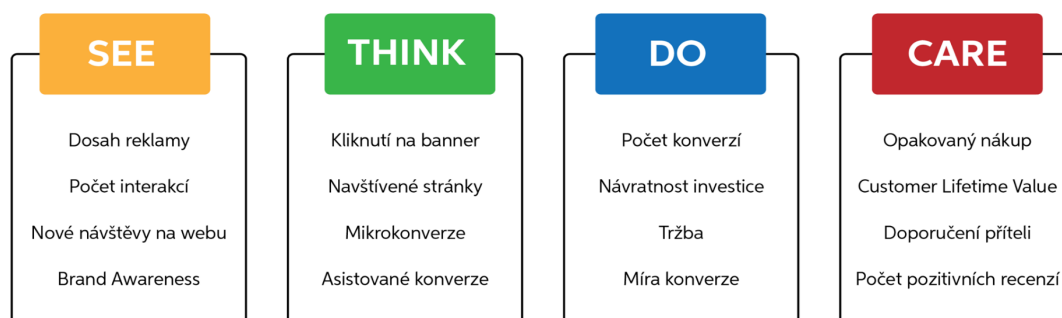 SEE
Dosah reklamy
Počet interakcí
Nové návštěvy na webu
Brand Awareness
THINK
Kliknutí na banner
Navštívené stránky
Mikrokonverze
Asistované konverze
DO
Počet konverzí
Návratnost investice
Tržba
Míra konverze
CARE
Opakovaný nákup
Customer Lifetime Value
Doporučení příteli
Počet pozitivních recenzí